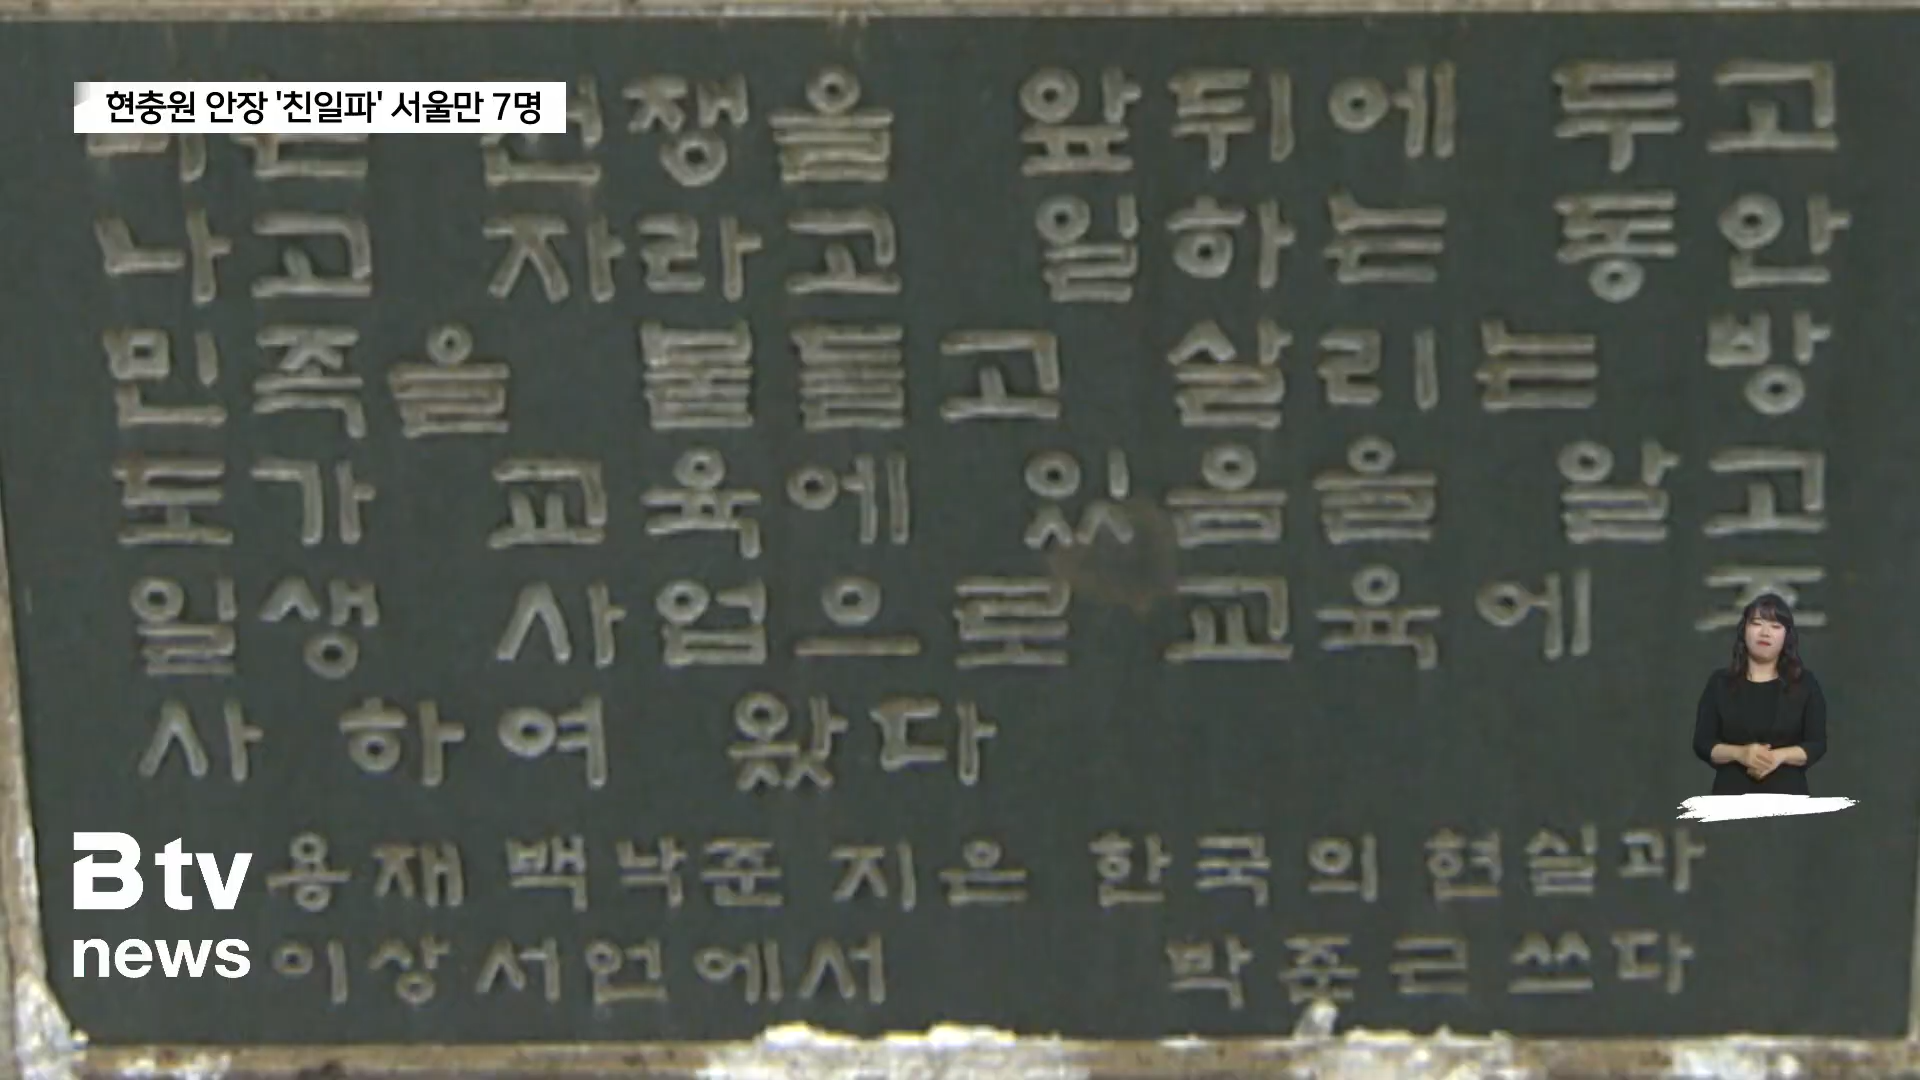 현충원 안장 '친일파' 서울만 7명
전쟁을 앞뒤에 두고
나고 자라고 일하는 동안
민족을 붙들고 살리는 방
도가 교육에 있음을 알고
일생 사업으로 교육에
사 하여 왔다
용재 백낙준 지은 한국의 현실과
이상 서언에서 박준근 쓰다
B tv
news